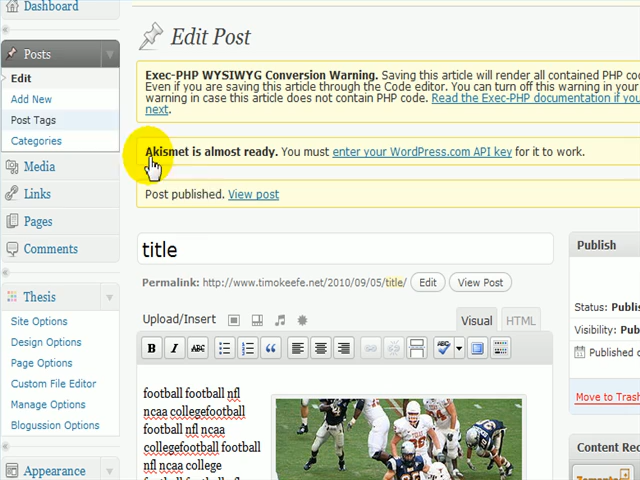 Dashboard
Posts
Edit
Add New
Post Tags
Categories
Media
Links
Pages
Comments
Thesis
Site Options
Design Options
Page Options
Custom File Editor
Manage Options
Blogussion Options
Appearance
Edit Post
Exec-PHP WYSIWYG Conversion Warning. Saving this article will render all contained PHP cod
Even if you are saving this article through the Code editor. You can turn off this warning in your
warning in case this article does not contain PHP code. Read the Exec-PHP documentation if you
next.
Akismet is almost ready. You must enter your WordPress.com API key for it to work.
Post published. View post
title
Permalink: http://www.timokeefe.net/2010/09/05/title/ Edit View Post
Upload/Insert Visual HTML
B I ABC ABC
football football nfl
ncaa collegefootball
football nfl ncaa
collegefootball football
nfl ncaa college
Publish
Status: Publis
Visibility: Pub
Published o
Move to Trash
Content Rec